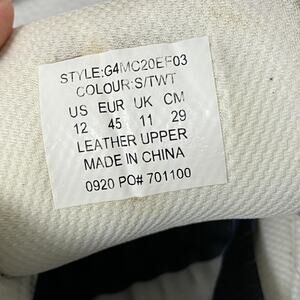 STYLE:G4MC20EF03
COLOUR:S/TWT
US EUR UK CM
12 45 11 29
LEATHER UPPER
MADE IN CHINA
0920 PO# 701100